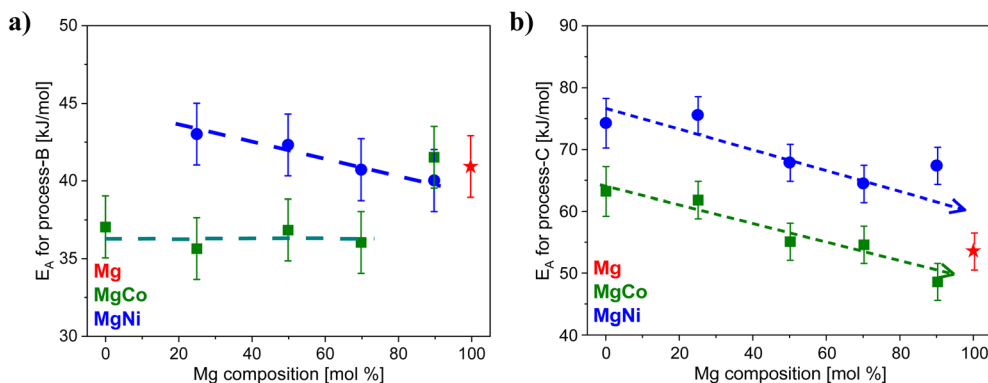 a)
E_A for process-B [kJ/mol]
50
45
40
35
30
Mg
MgCo
MgNi
0 20 40 60 80 100
Mg composition [mol %]
b)
E_A for process-C [kJ/mol]
90
80
70
60
50
40
Mg
MgCo
MgNi
0 20 40 60 80 100
Mg composition [mol %]